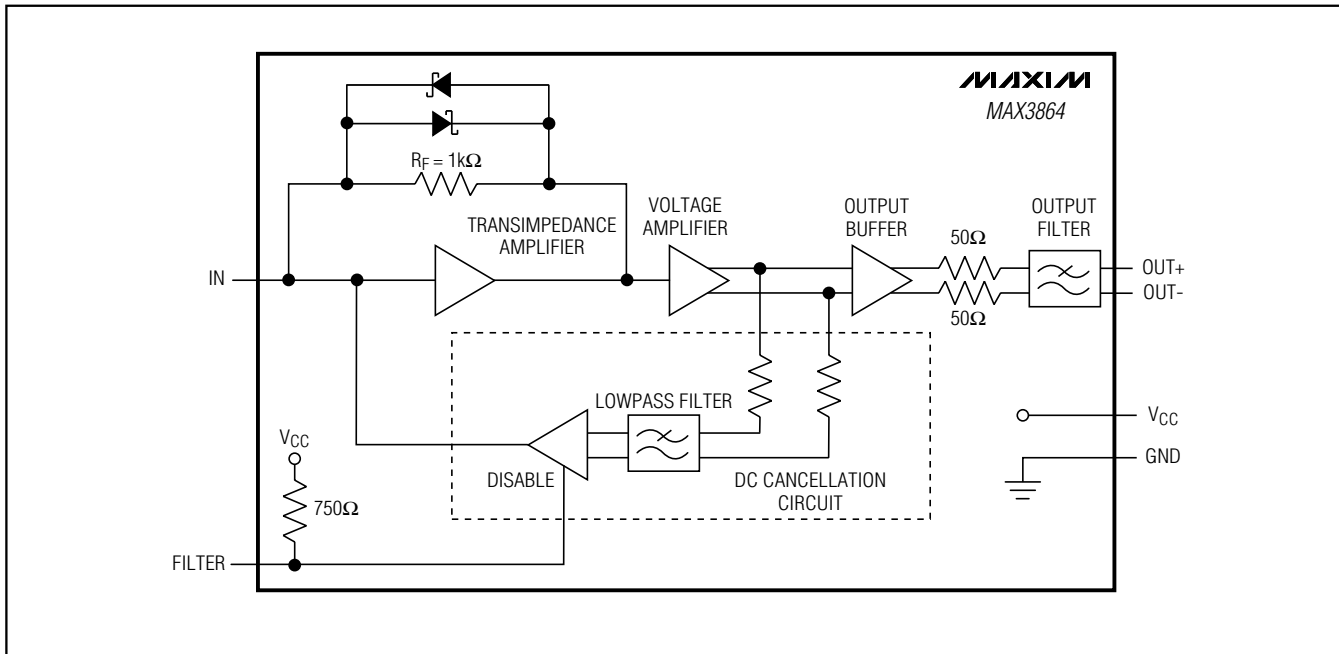 MAXIM
MAX3864
RF = 1kΩ
TRANSIMPEDANCE
AMPLIFIER
VOLTAGE
AMPLIFIER
OUTPUT
BUFFER
50Ω
50Ω
OUTPUT
FILTER
IN
OUT+
OUT-
LOWPASS FILTER
DISABLE
DC CANCELLATION
CIRCUIT
VCC
750Ω
FILTER
VCC
GND